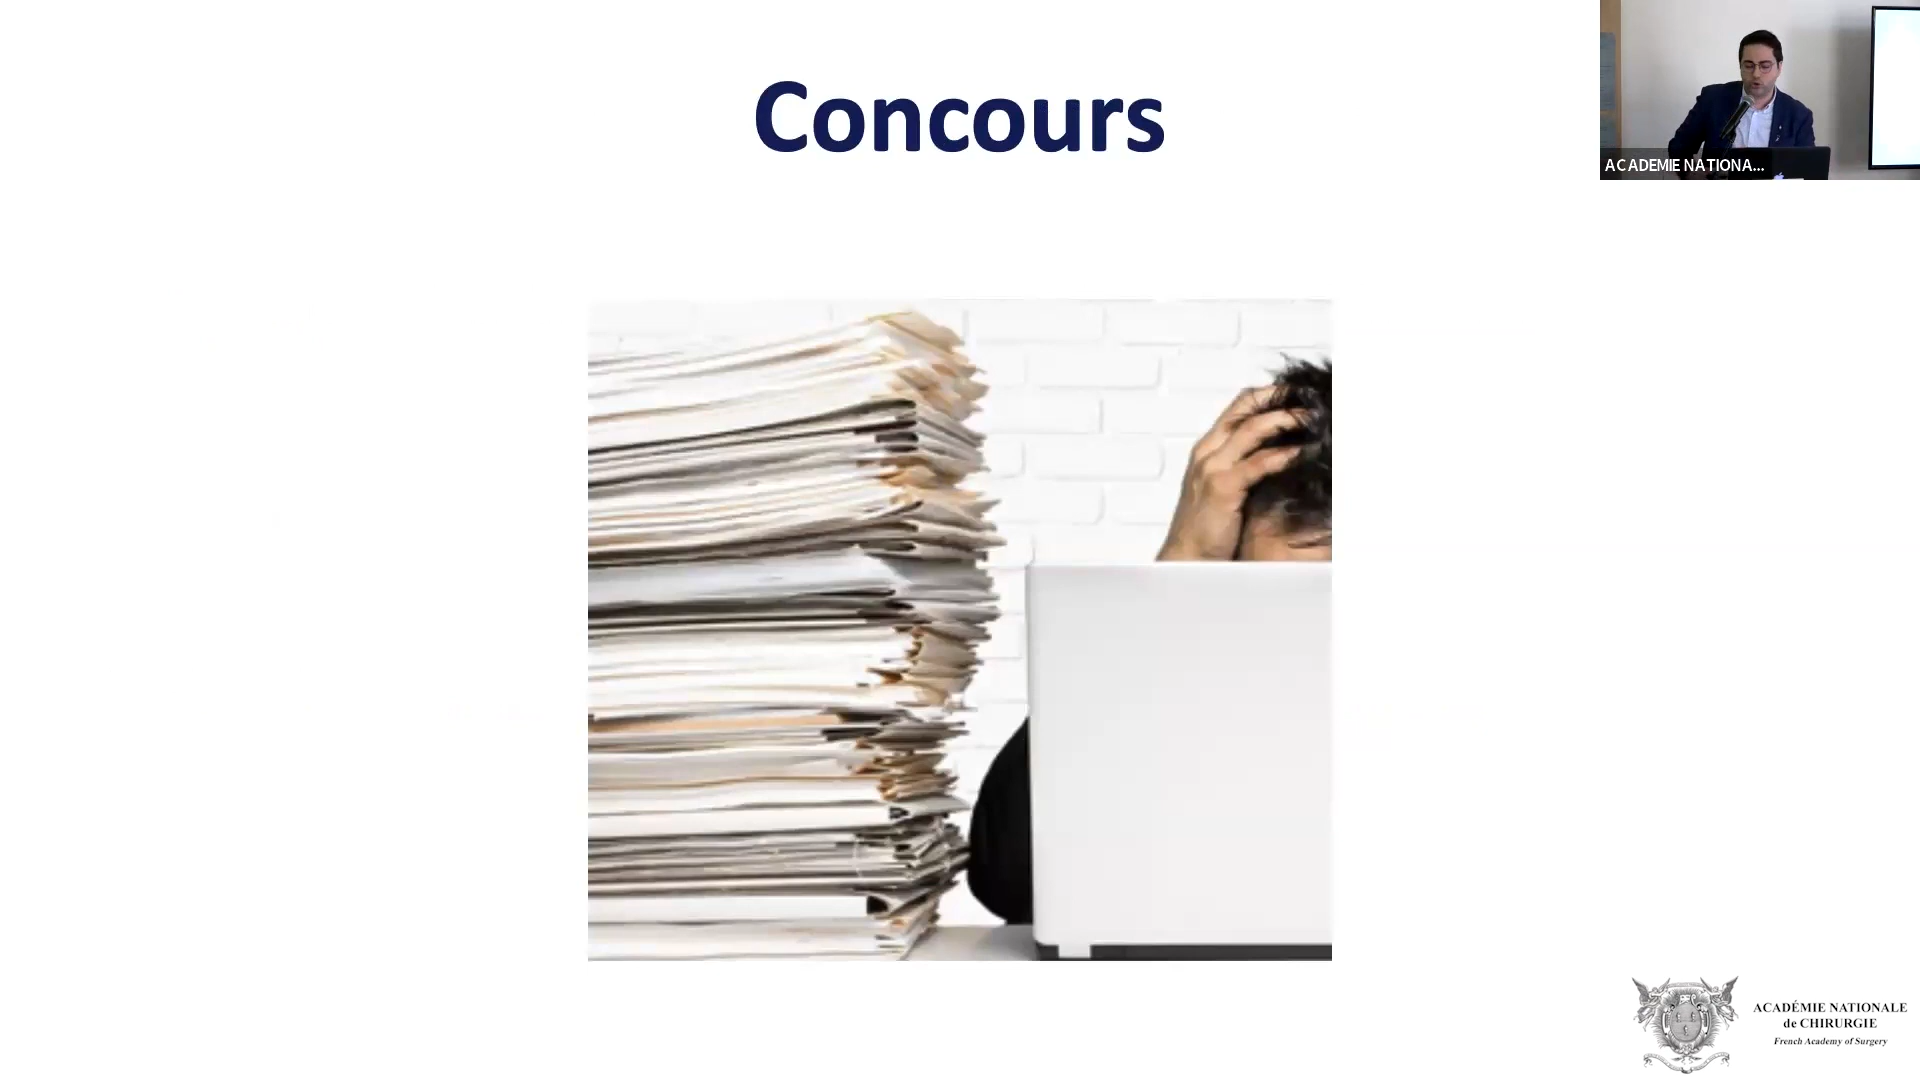 Concours
ACADEMIE NATIONA...
ACADÉMIE NATIONALE
de CHIRURGIE
French Academy of Surgery